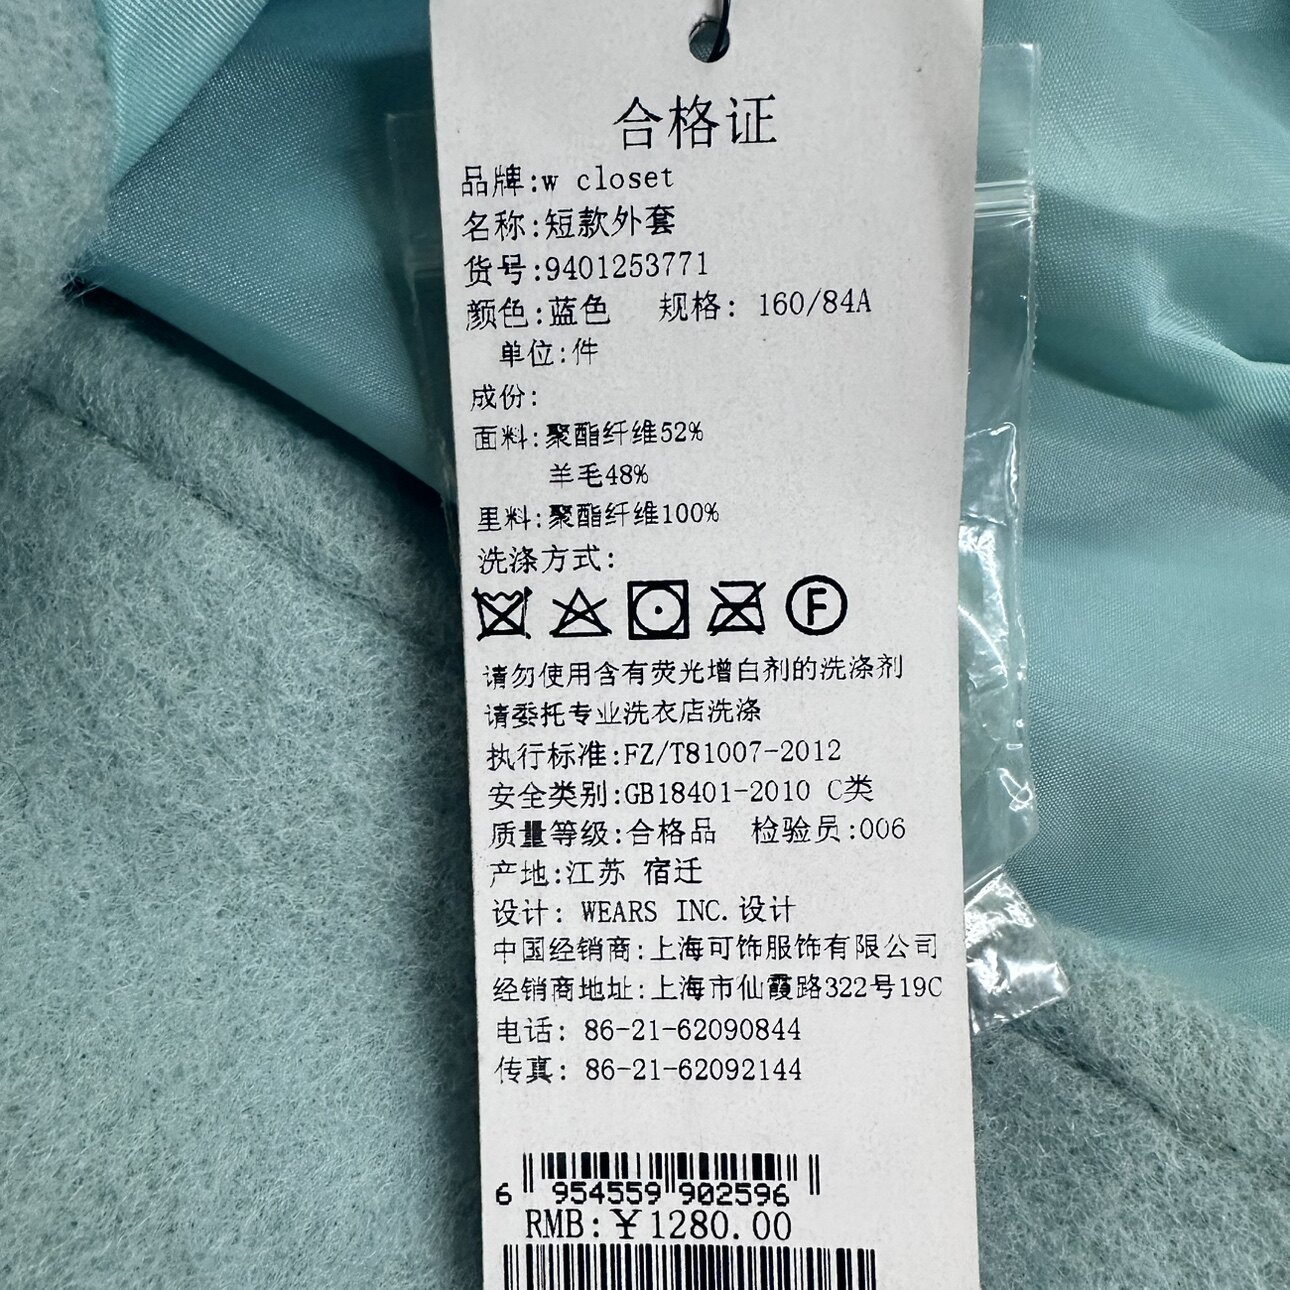 合格证
品牌:w closet
名称:短款外套
货号:9401253771
颜色:蓝色 规格: 160/84A
单位:件
成份:
面料:聚酯纤维52%
羊毛48%
里料:聚酯纤维100%
洗涤方式:
F
请勿使用含有荧光增白剂的洗涤剂
请委托专业洗衣店洗涤
执行标准:FZ/T81007-2012
安全类别:GB18401-2010 C类
质量等级:合格品 检验员:006
产地:江苏 宿迁
设计: WEARS INC.设计
中国经销商:上海可饰服饰有限公司
经销商地址:上海市仙霞路322号19C
电话: 86-21-62090844
传真: 86-21-62092144
6 954559 902596
RMB:￥1280.00